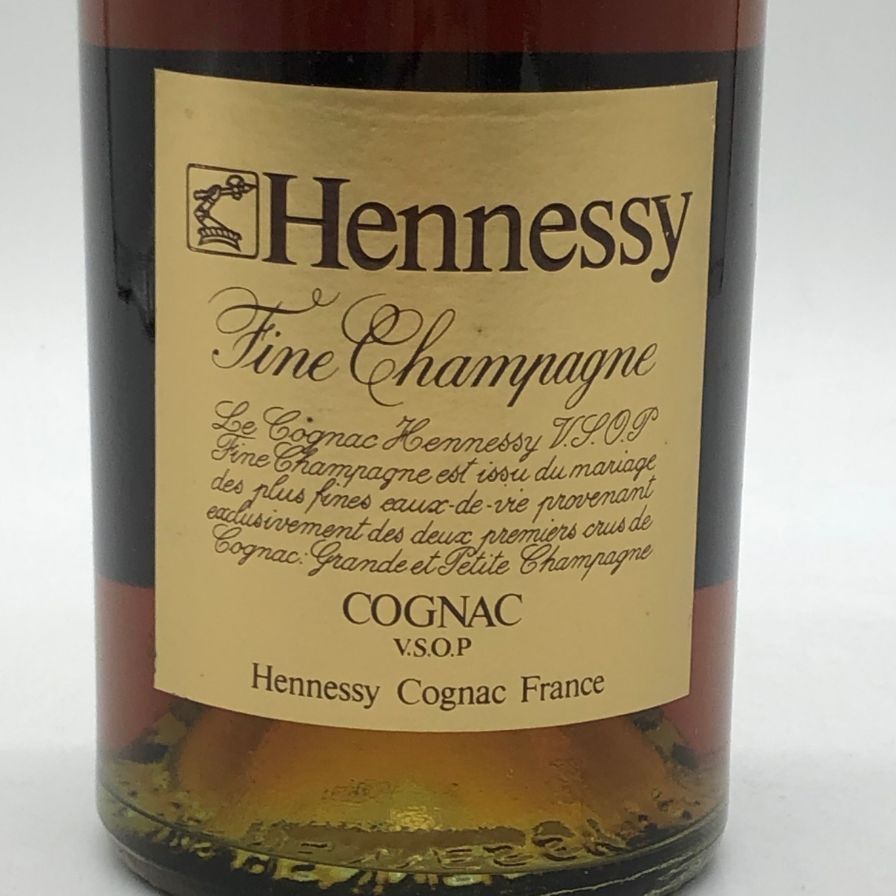 Hennessy
Fine Champagne
Le Cognac Hennessy V.S.O.P
Fine Champagne est issu du mariage
des plus fines eaux-de-vie provenant
exclusivement des deux premiers crus de
Cognac: Grande et Petite Champagne
COGNAC
V.S.O.P
Hennessy Cognac France